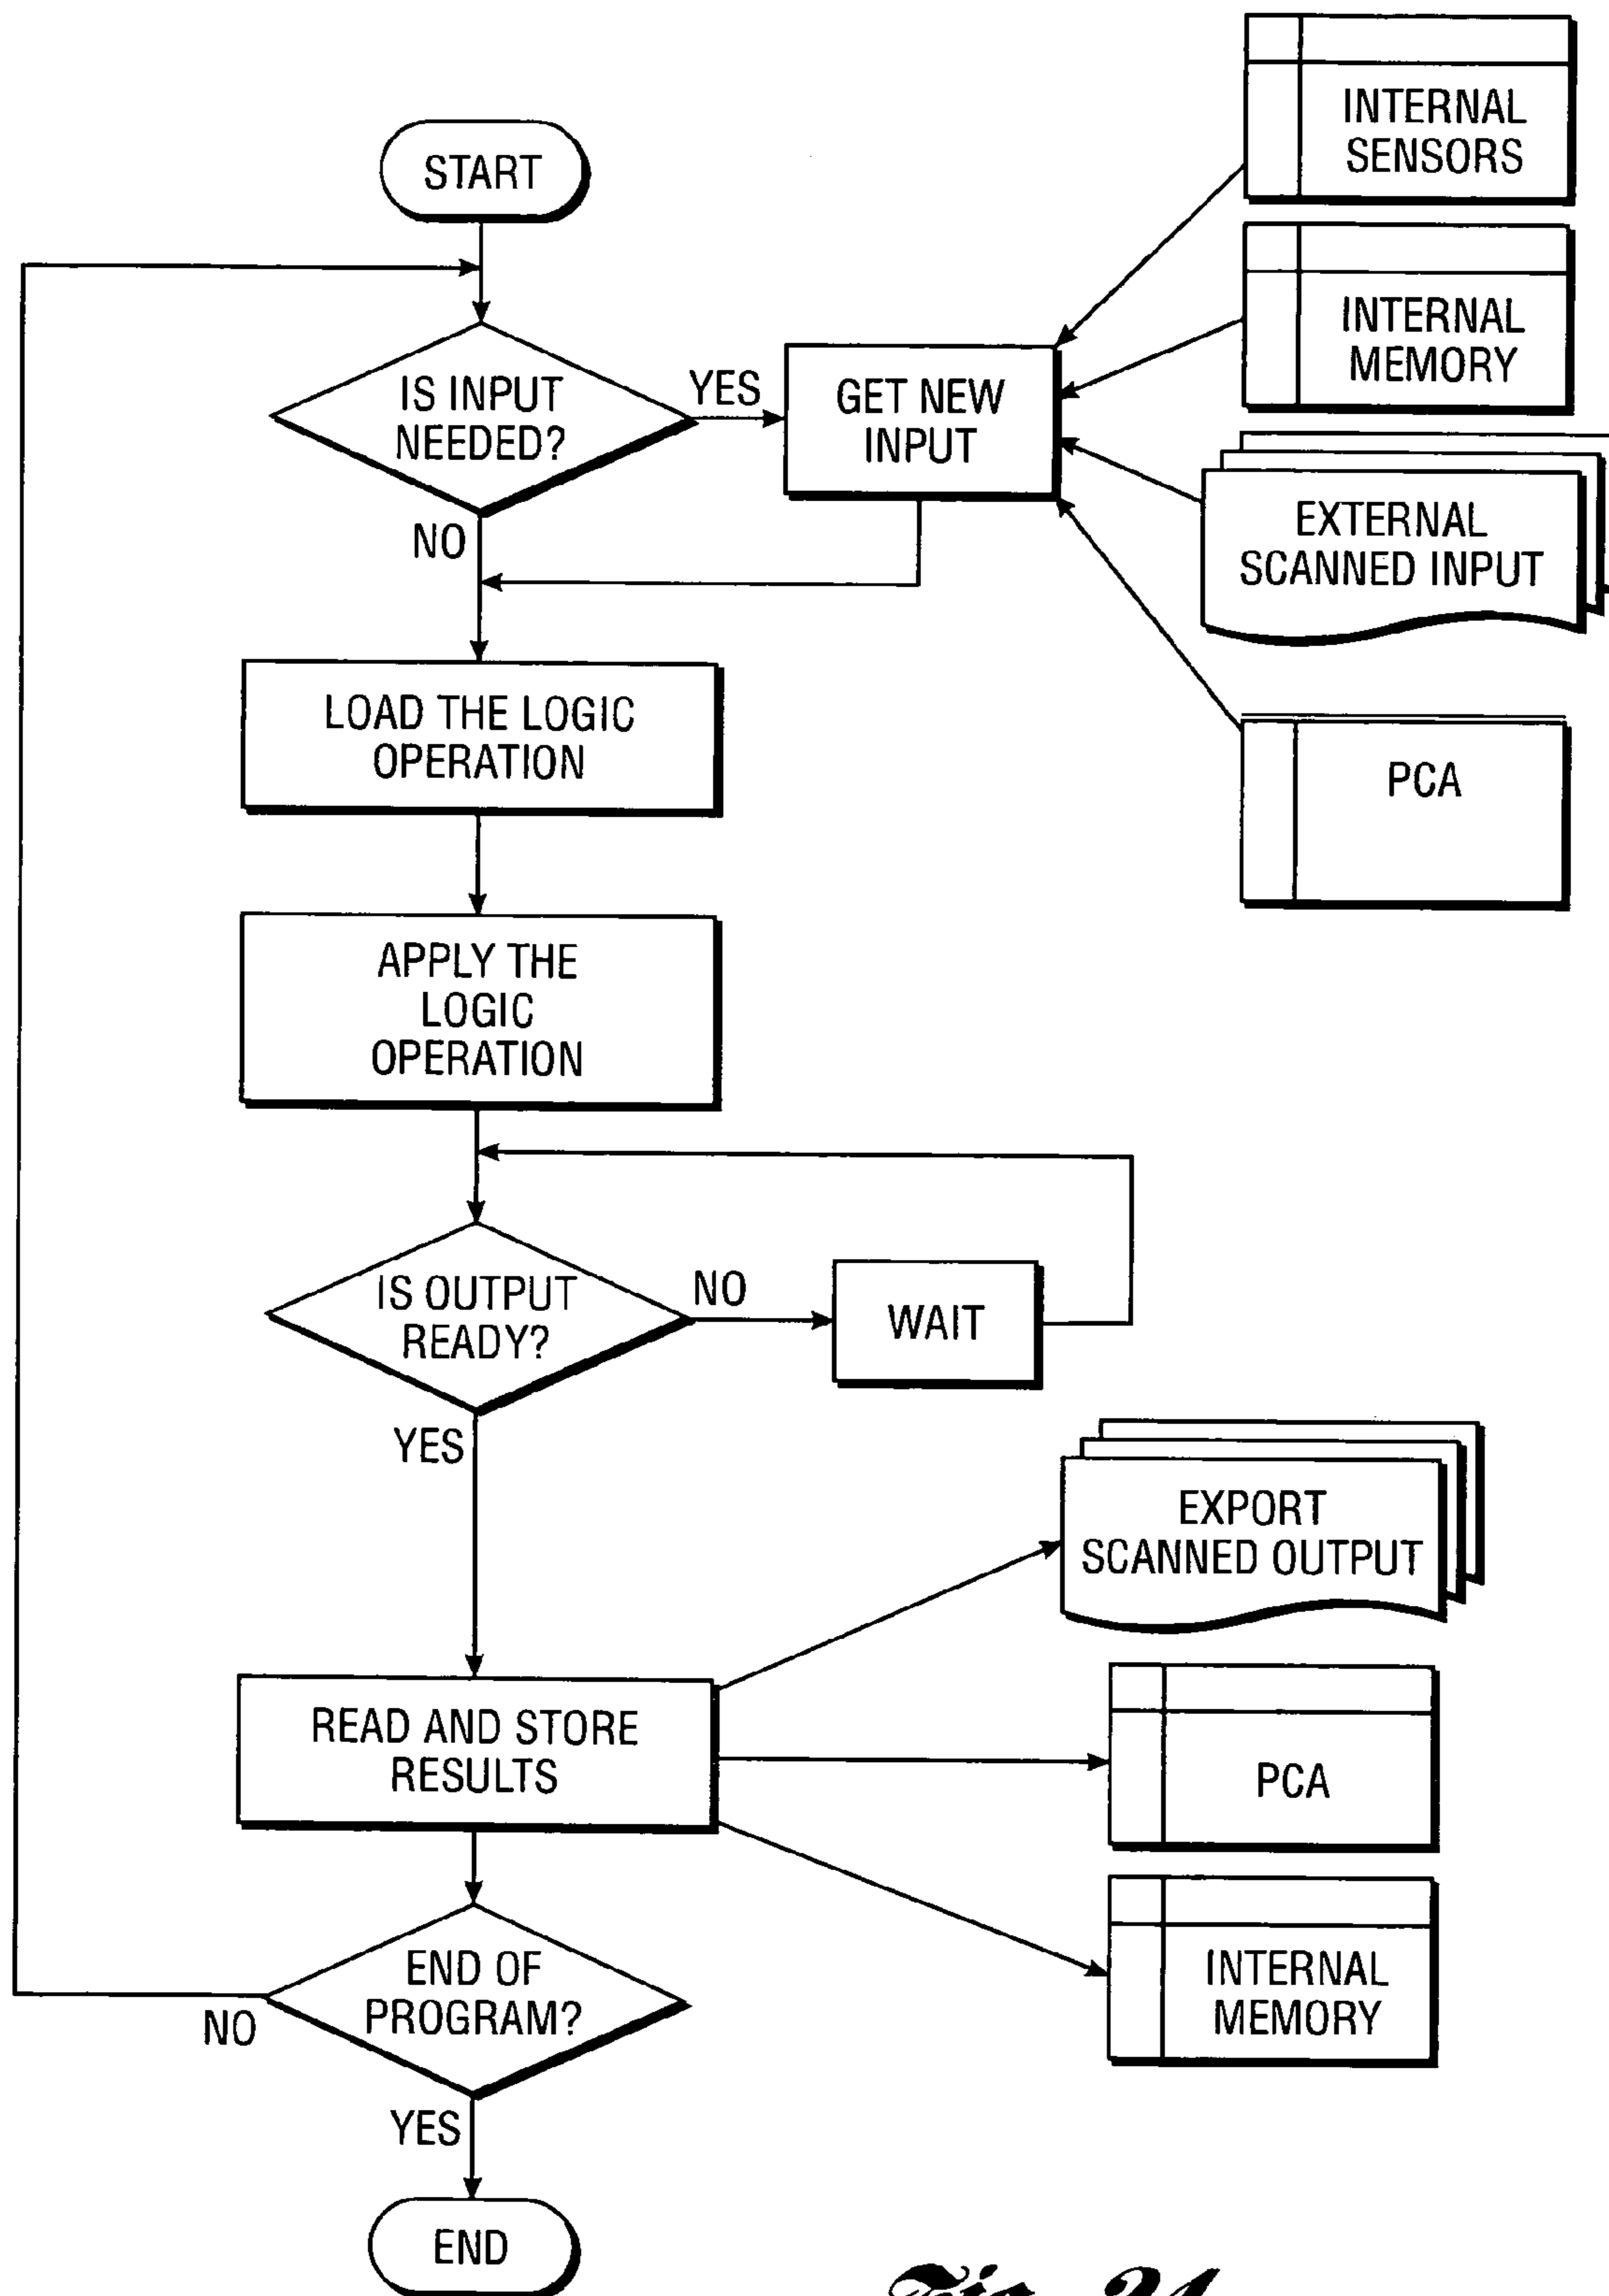 START
INTERNAL
SENSORS
INTERNAL
MEMORY
IS INPUT
NEEDED?
YES
GET NEW
INPUT
EXTERNAL
SCANNED INPUT
NO
LOAD THE LOGIC
OPERATION
PCA
APPLY THE
LOGIC
OPERATION
IS OUTPUT
READY?
NO
WAIT
YES
EXPORT
SCANNED OUTPUT
READ AND STORE
RESULTS
PCA
END OF
PROGRAM?
NO
INTERNAL
MEMORY
YES
END